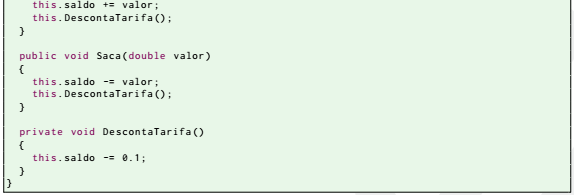 this.saldo += valor;
this.DescontaTarifa();
}
public void Saca(double valor)
{
this.saldo -= valor;
this.DescontaTarifa();
}
private void DescontaTarifa()
{
this.saldo -= 0.1;
}
}